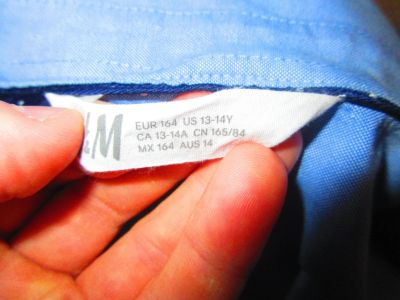 &M
EUR 164 US 13-14Y
CA 13-14A CN 165/84
MX 164 AUS 14